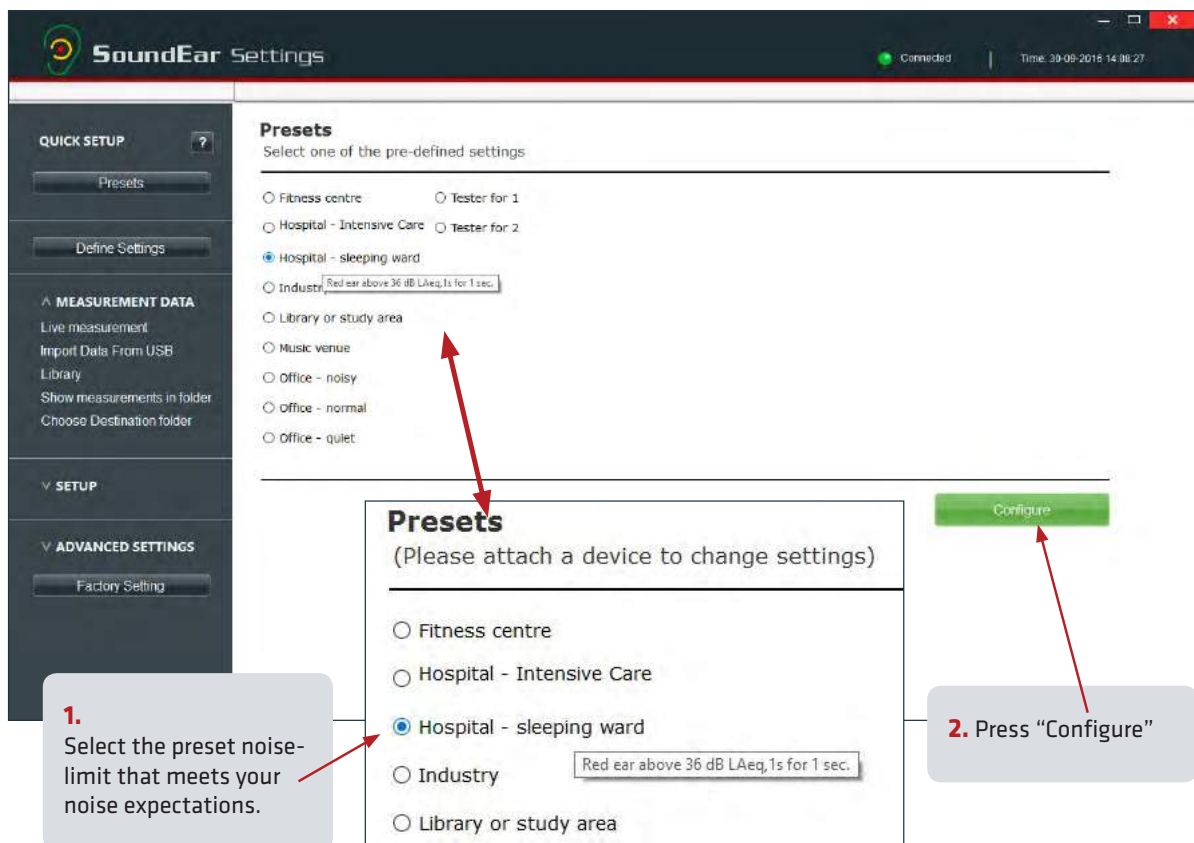 SoundEar Settings
Connected | Time: 30-09-2016 14:08:27
QUICK SETUP ?
Presets
Define Settings
^ MEASUREMENT DATA
Live measurement
Import Data From USB
Library
Show measurements in folder
Choose Destination folder
v SETUP
v ADVANCED SETTINGS
Factory Setting
Presets
Select one of the pre-defined settings
Fitness centre
Tester for 1
Hospital - Intensive Care
Tester for 2
Hospital - sleeping ward
Red ear above 36 dB LAeq,1s for 1 sec.
Industry
Library or study area
Music venue
Office - noisy
Office - normal
Office - quiet
Configure
Presets
(Please attach a device to change settings)
Fitness centre
Hospital - Intensive Care
Hospital - sleeping ward
Red ear above 36 dB LAeq,1s for 1 sec.
Industry
Library or study area
1.
Select the preset noise-
limit that meets your
noise expectations.
2. Press “Configure”